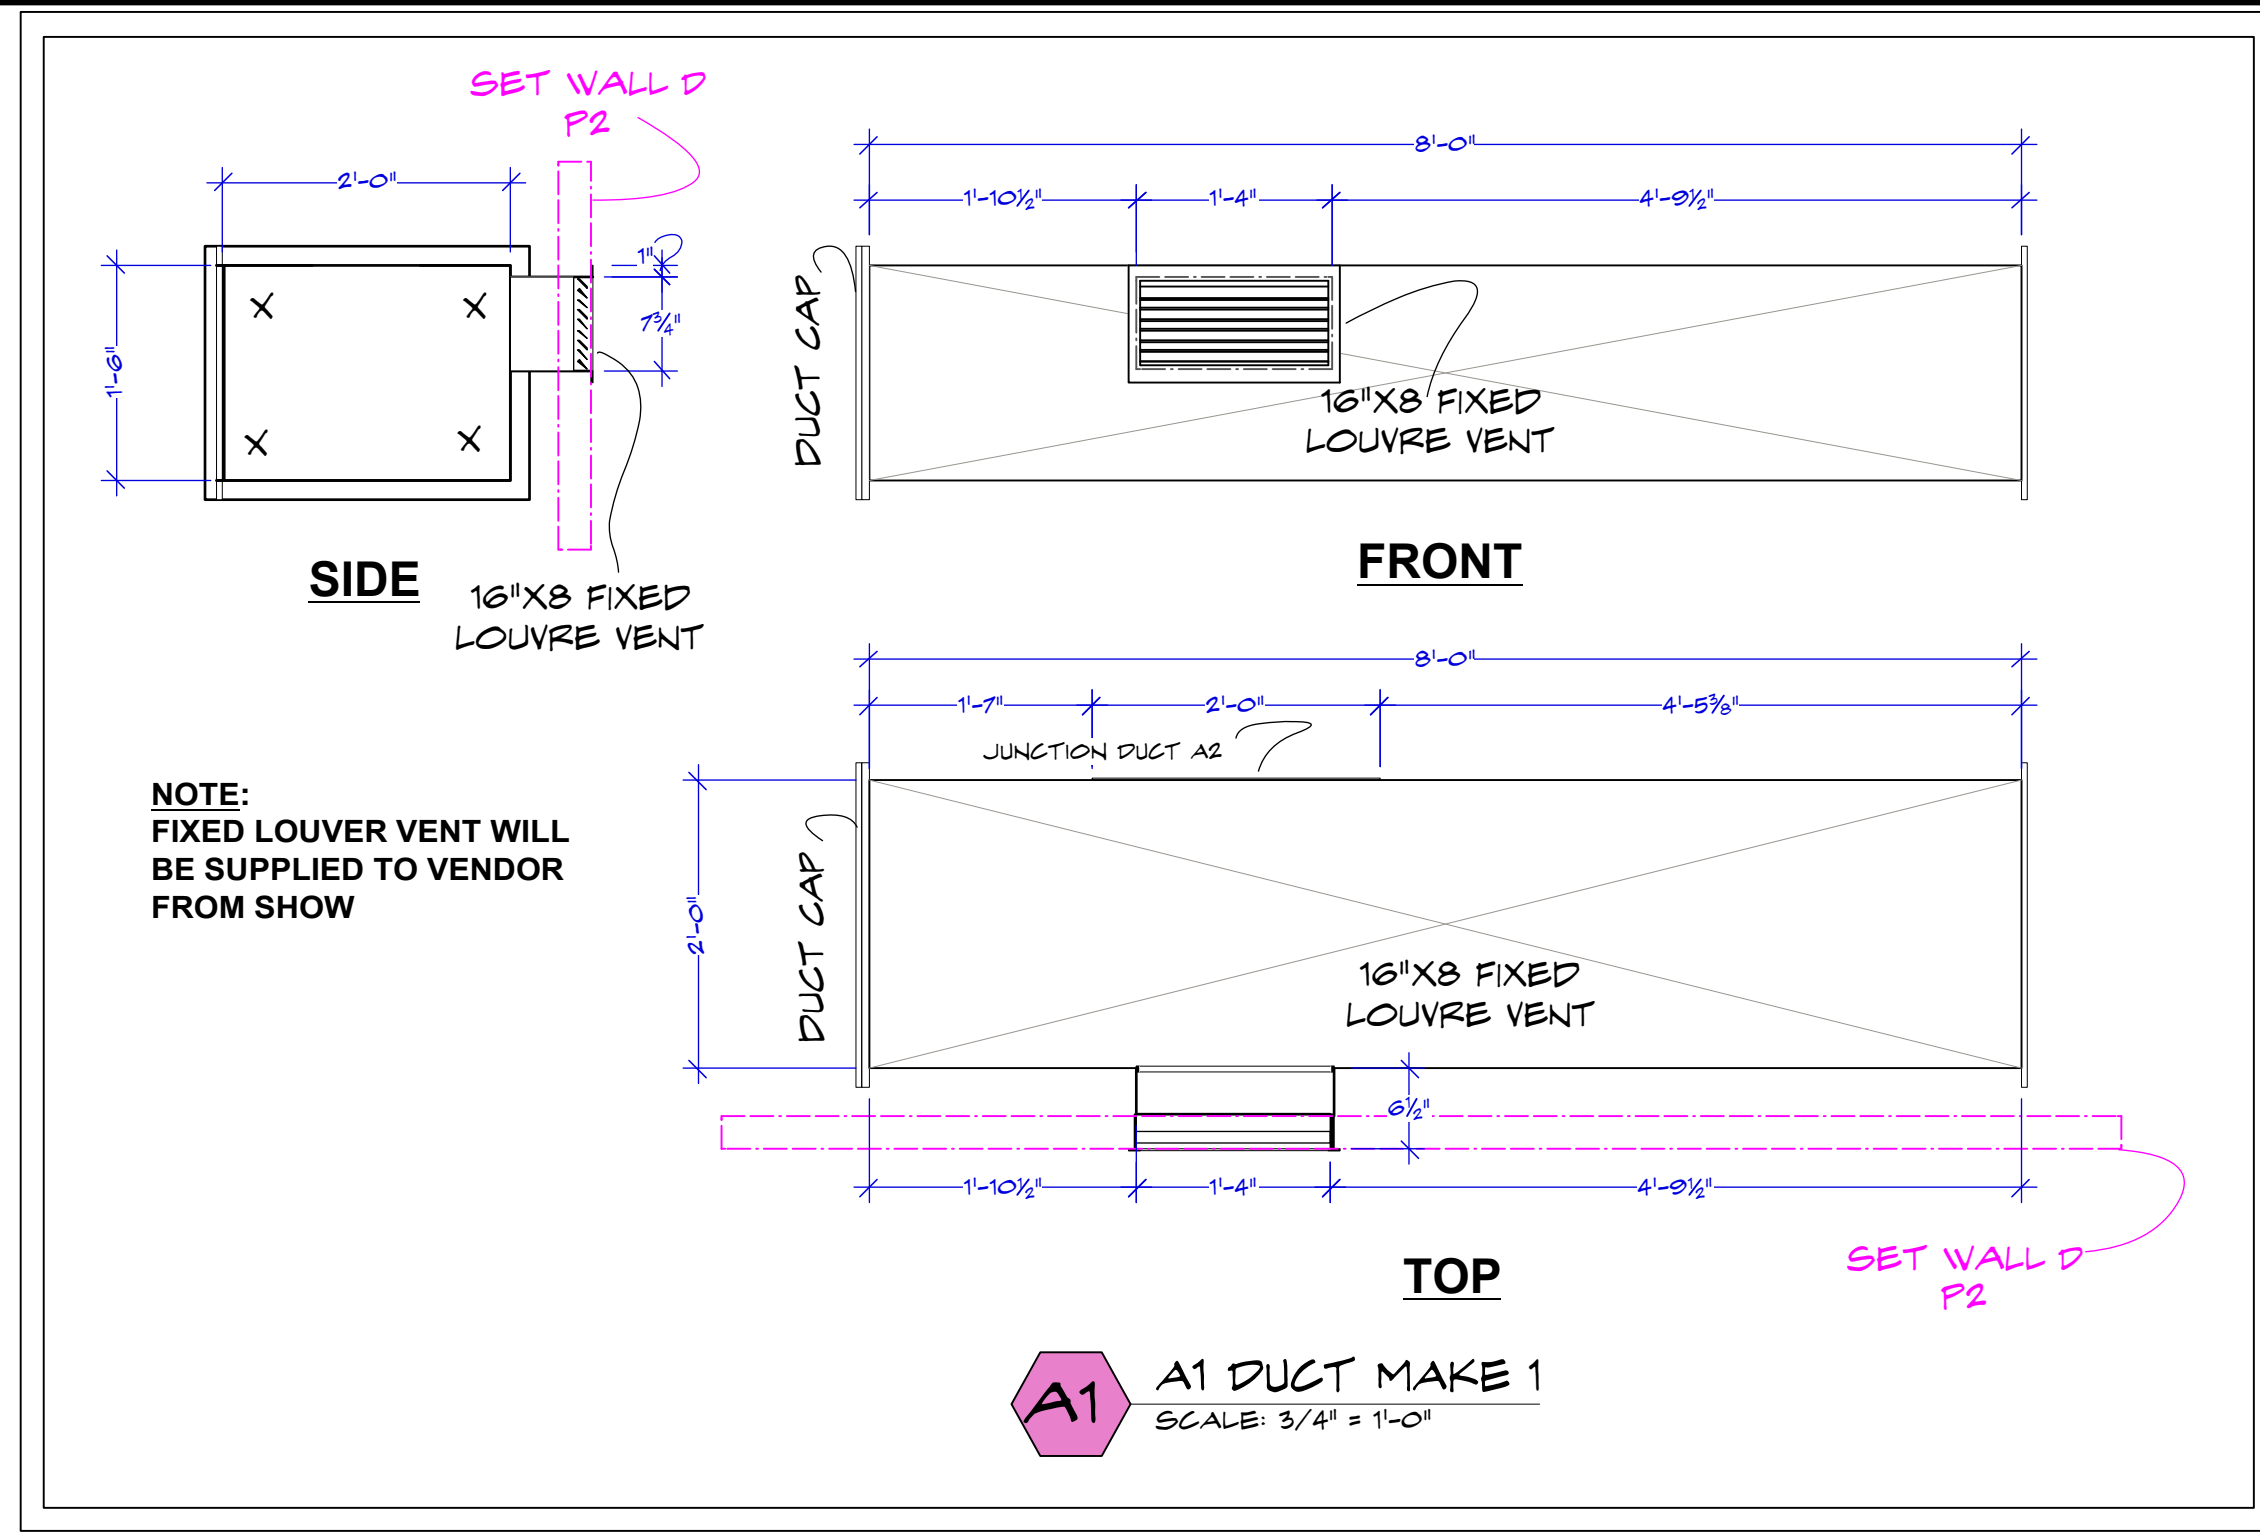 SET WALL D
P2
2'-0"
1"
7¾"
1'-6"
SIDE
16"X8 FIXED
LOUVRE VENT
8'-0"
1'-10½"
1'-4"
4'-9½"
DUCT CAP
16"X8 FIXED
LOUVRE VENT
FRONT
NOTE:
FIXED LOUVER VENT WILL
BE SUPPLIED TO VENDOR
FROM SHOW
8'-0"
1'-7"
2'-0"
4'-5⅜"
JUNCTION DUCT A2
2'-0"
DUCT CAP
16"X8 FIXED
LOUVRE VENT
6½"
1'-10½"
1'-4"
4'-9½"
TOP
SET WALL D
P2
A1
A1 DUCT MAKE 1
SCALE: 3/4" = 1'-0"
X
X
X
X